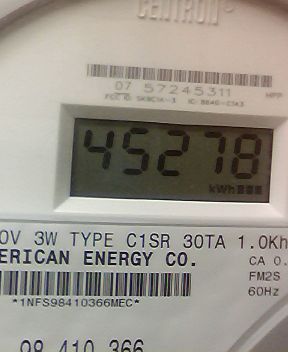 CENTRON
07 57245311
45278
kWh
0V 3W TYPE C1SR 30TA 1.0Kh
ERICAN ENERGY CO.
CA 0.
FM2S
*1NFS98410366MEC*
60Hz
98 410 366